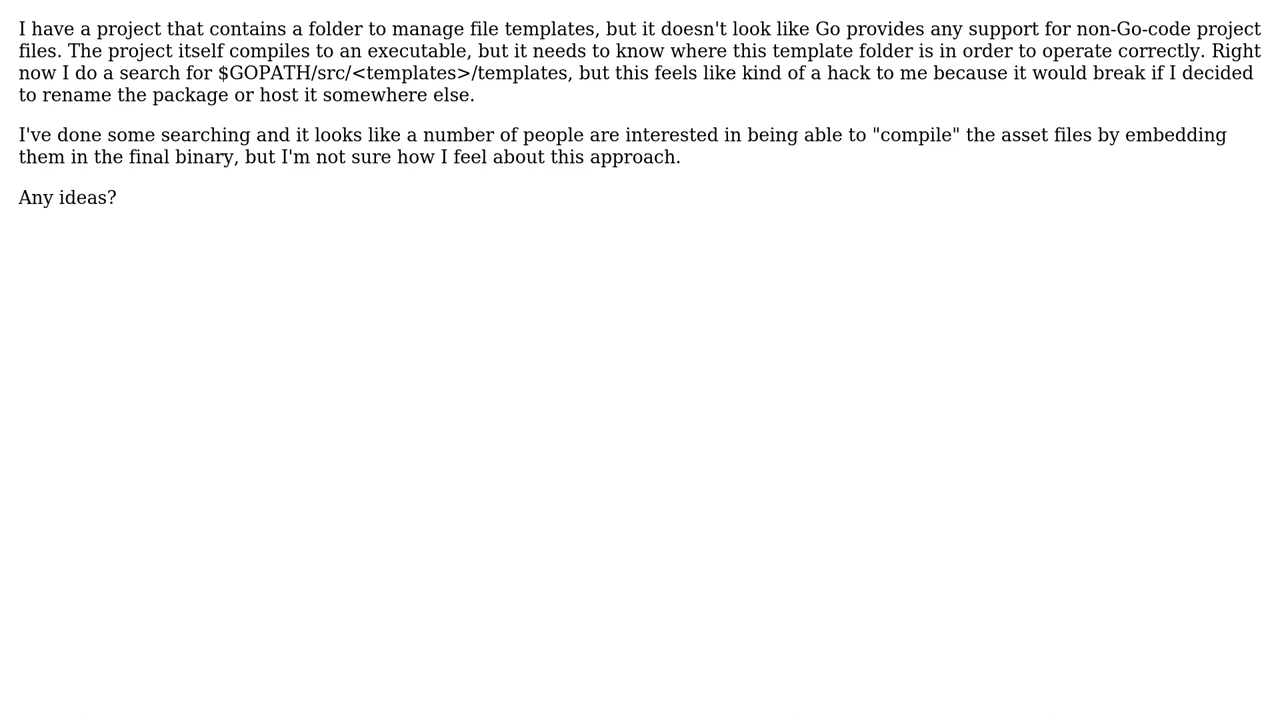 I have a project that contains a folder to manage file templates, but it doesn't look like Go provides any support for non-Go-code project
files. The project itself compiles to an executable, but it needs to know where this template folder is in order to operate correctly. Right
now I do a search for $GOPATH/src/<templates>/templates, but this feels like kind of a hack to me because it would break if I decided
to rename the package or host it somewhere else.
I've done some searching and it looks like a number of people are interested in being able to "compile" the asset files by embedding
them in the final binary, but I'm not sure how I feel about this approach.
Any ideas?